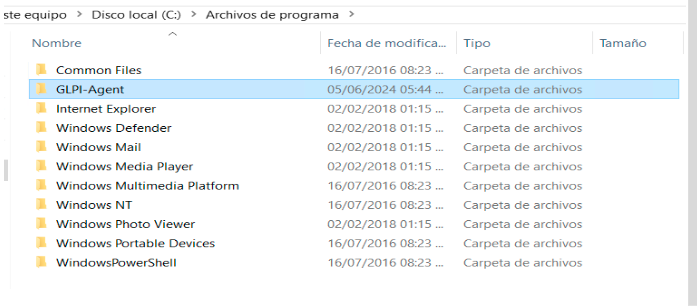 ste equipo > Disco local (C:) > Archivos de programa >
Nombre Fecha de modifica... Tipo Tamaño
Common Files 16/07/2016 08:23 ... Carpeta de archivos
GLPI-Agent 05/06/2024 05:44 ... Carpeta de archivos
Internet Explorer 02/02/2018 01:15 ... Carpeta de archivos
Windows Defender 02/02/2018 01:15 ... Carpeta de archivos
Windows Mail 02/02/2018 01:15 ... Carpeta de archivos
Windows Media Player 02/02/2018 01:15 ... Carpeta de archivos
Windows Multimedia Platform 16/07/2016 08:23 ... Carpeta de archivos
Windows NT 16/07/2016 08:23 ... Carpeta de archivos
Windows Photo Viewer 02/02/2018 01:15 ... Carpeta de archivos
Windows Portable Devices 16/07/2016 08:23 ... Carpeta de archivos
WindowsPowerShell 16/07/2016 08:23 ... Carpeta de archivos